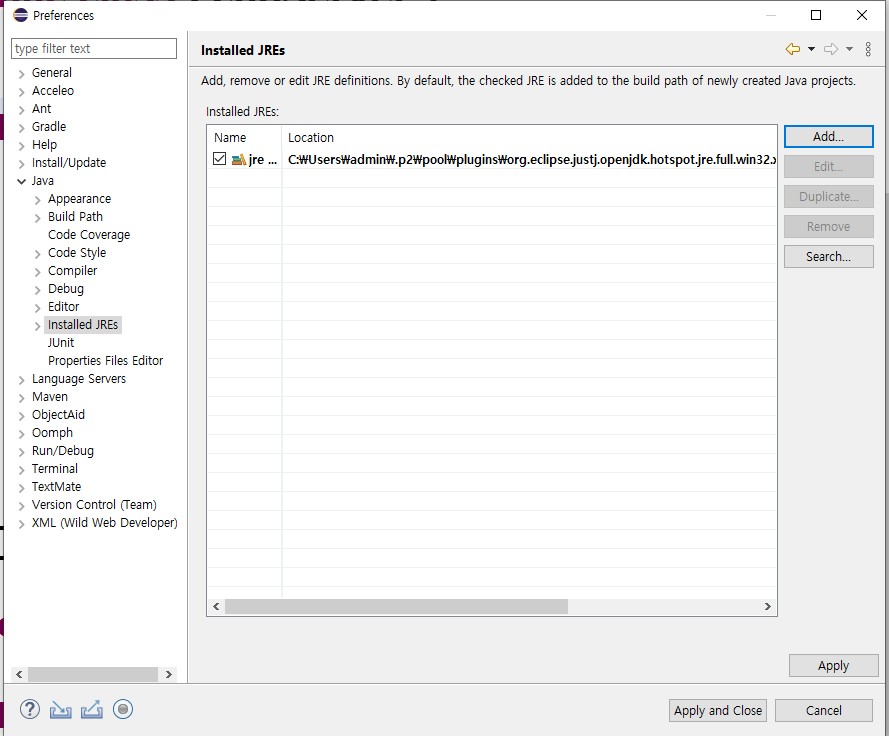 Preferences
type filter text
General
Acceleo
Ant
Gradle
Help
Install/Update
Java
Appearance
Build Path
Code Coverage
Code Style
Compiler
Debug
Editor
Installed JREs
JUnit
Properties Files Editor
Language Servers
Maven
ObjectAid
Oomph
Run/Debug
Terminal
TextMate
Version Control (Team)
XML (Wild Web Developer)
Installed JREs
Add, remove or edit JRE definitions. By default, the checked JRE is added to the build path of newly created Java projects.
Installed JREs:
Name Location
jre ... C:₩Users₩admin₩.p2₩pool₩plugins₩org.eclipse.justj.openjdk.hotspot.jre.full.win32.x
Add...
Edit...
Duplicate...
Remove
Search...
Apply
Apply and Close Cancel